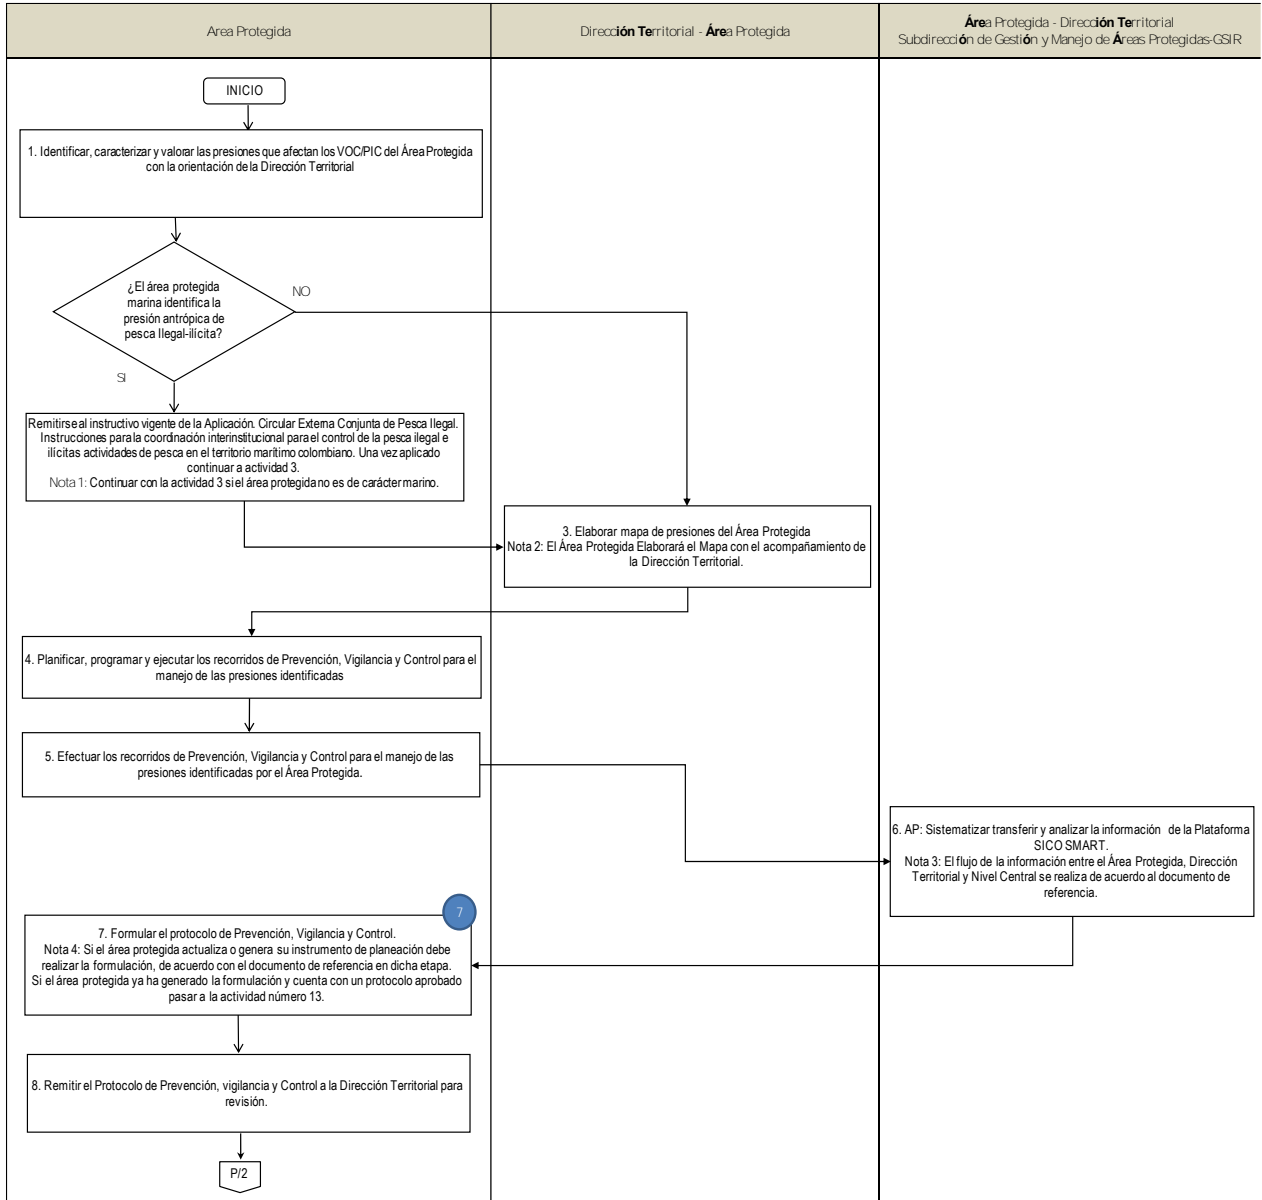 Area Protegida
Dirección Territorial - Área Protegida
Área Protegida - Dirección Territorial
Subdirección de Gestión y Manejo de Áreas Protegidas-GSIR
INICIO
1. Identificar, caracterizar y valorar las presiones que afectan los VOC/PIC del Área Protegida
con la orientación de la Dirección Territorial
¿El área protegida
marina identifica la
presión antrópica de
pesca Ilegal-ilícita?
NO
SI
Remitirse al instructivo vigente de la Aplicación. Circular Externa Conjunta de Pesca Ilegal.
Instrucciones para la coordinación interinstitucional para el control de la pesca ilegal e
ilícitas actividades de pesca en el territorio marítimo colombiano. Una vez aplicado
continuar a actividad 3.
Nota 1: Continuar con la actividad 3 si el área protegida no es de carácter marino.
3. Elaborar mapa de presiones del Área Protegida
Nota 2: El Área Protegida Elaborará el Mapa con el acompañamiento de
la Dirección Territorial.
4. Planificar, programar y ejecutar los recorridos de Prevención, Vigilancia y Control para el
manejo de las presiones identificadas
5. Efectuar los recorridos de Prevención, Vigilancia y Control para el manejo de las
presiones identificadas por el Área Protegida.
6. AP: Sistematizar transferir y analizar la información de la Plataforma
SICO SMART.
Nota 3: El flujo de la información entre el Área Protegida, Dirección
Territorial y Nivel Central se realiza de acuerdo al documento de
referencia.
7
7. Formular el protocolo de Prevención, Vigilancia y Control.
Nota 4: Si el área protegida actualiza o genera su instrumento de planeación debe
realizar la formulación, de acuerdo con el documento de referencia en dicha etapa.
Si el área protegida ya ha generado la formulación y cuenta con un protocolo aprobado
pasar a la actividad número 13.
8. Remitir el Protocolo de Prevención, vigilancia y Control a la Dirección Territorial para
revisión.
P/2